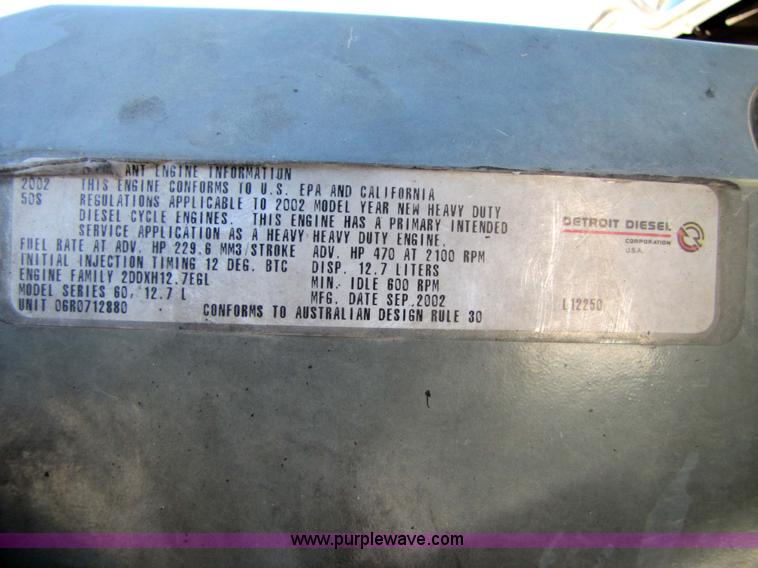 ANT ENGINE INFORMATION
2002 THIS ENGINE CONFORMS TO U.S. EPA AND CALIFORNIA
50S REGULATIONS APPLICABLE TO 2002 MODEL YEAR NEW HEAVY DUTY
DIESEL CYCLE ENGINES. THIS ENGINE HAS A PRIMARY INTENDED
SERVICE APPLICATION AS A HEAVY HEAVY DUTY ENGINE.
FUEL RATE AT ADV. HP 229.6 MM3/STROKE ADV. HP 470 AT 2100 RPM
INITIAL INJECTION TIMING 12 DEG. BTC DISP. 12.7 LITERS
ENGINE FAMILY 2DDXH12.7EGL MIN. IDLE 600 RPM
MODEL SERIES 60, 12.7 L MFG. DATE SEP.2002
UNIT 06R0712880 CONFORMS TO AUSTRALIAN DESIGN RULE 30
DETROIT DIESEL
CORPORATION
U.S.A.
L12250
www.purplewave.com